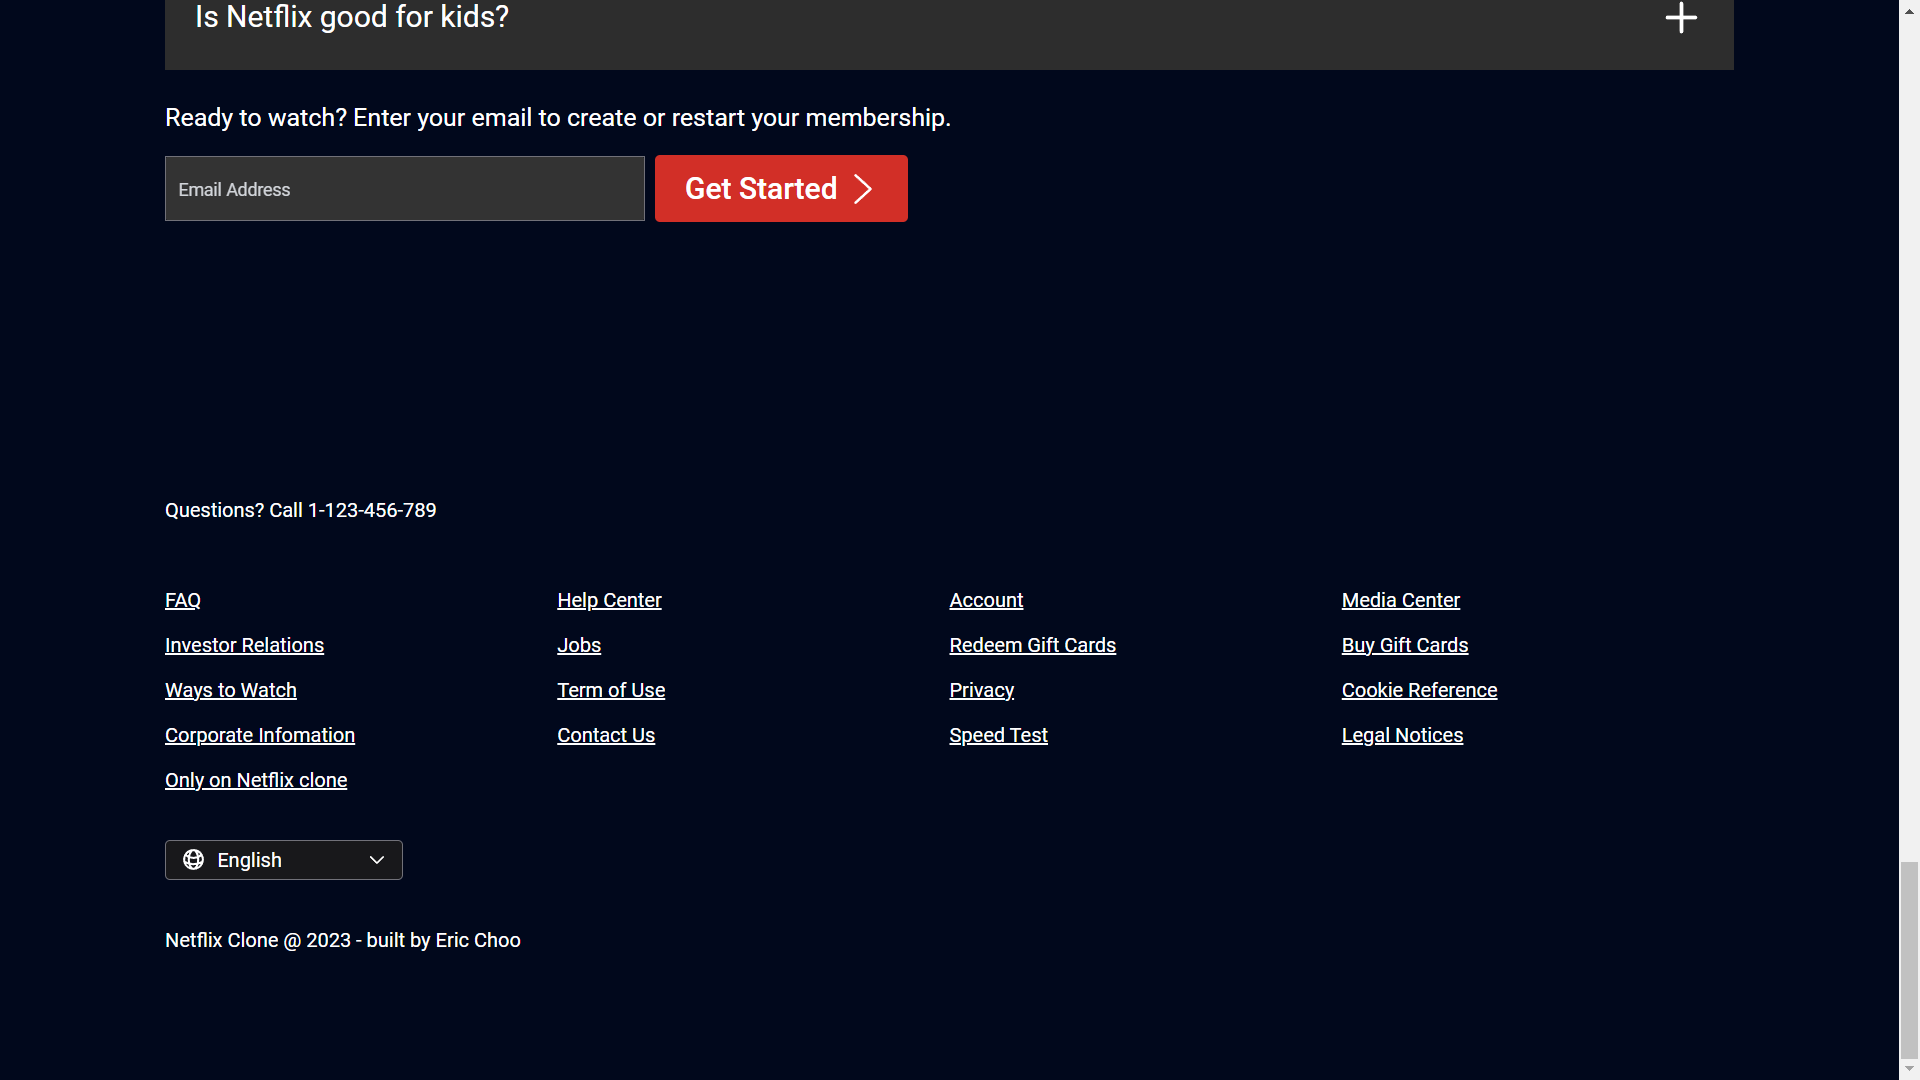 Is Netflix good for kids?
Ready to watch? Enter your email to create or restart your membership.
Email Address
Get Started
Questions? Call 1-123-456-789
FAQ
Help Center
Account
Media Center
Investor Relations
Jobs
Redeem Gift Cards
Buy Gift Cards
Ways to Watch
Term of Use
Privacy
Cookie Reference
Corporate Infomation
Contact Us
Speed Test
Legal Notices
Only on Netflix clone
English
Netflix Clone @ 2023 - built by Eric Choo